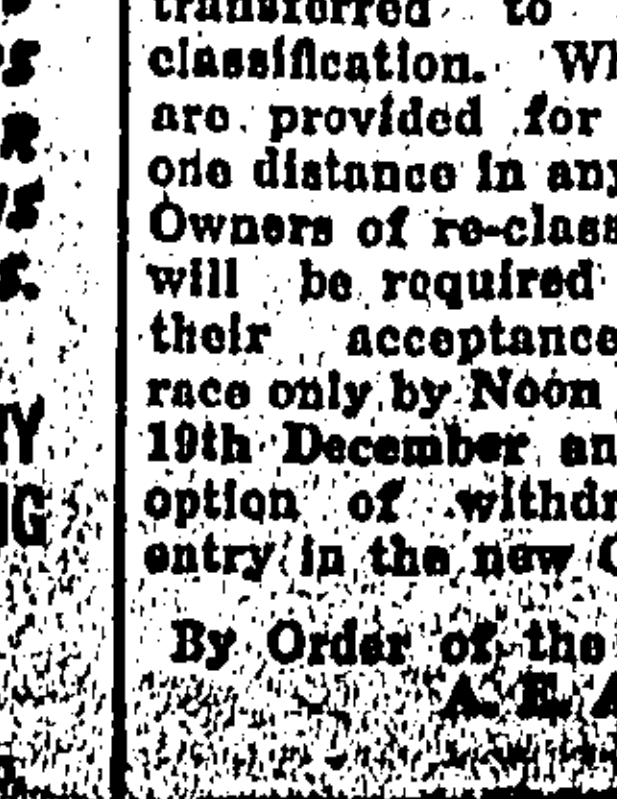 transferred to
classification. Wh
are provided for
one distance in any
Owners of re-class
will be required
their acceptance
race only by Noon
19th December an
option of withdr
entry in the new C
By Order of the
A. E. A
RY
NG